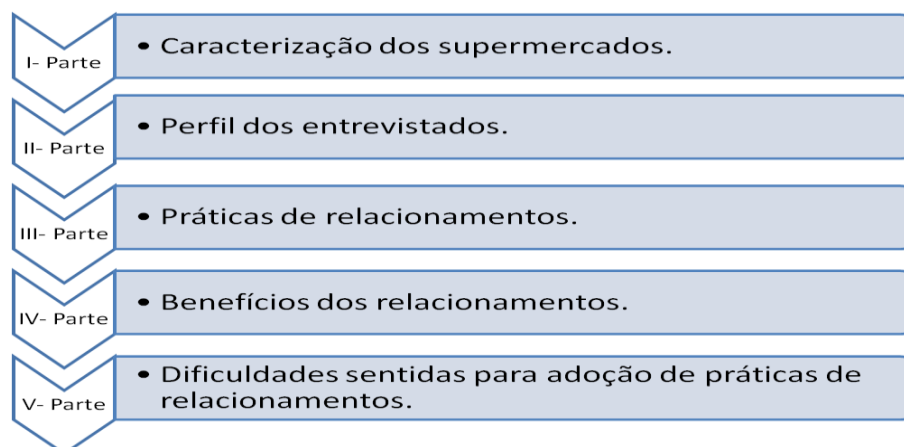 I- Parte
• Caracterização dos supermercados.
II- Parte
• Perfil dos entrevistados.
III- Parte
• Práticas de relacionamentos.
IV- Parte
• Benefícios dos relacionamentos.
V- Parte
• Dificuldades sentidas para adoção de práticas de
relacionamentos.